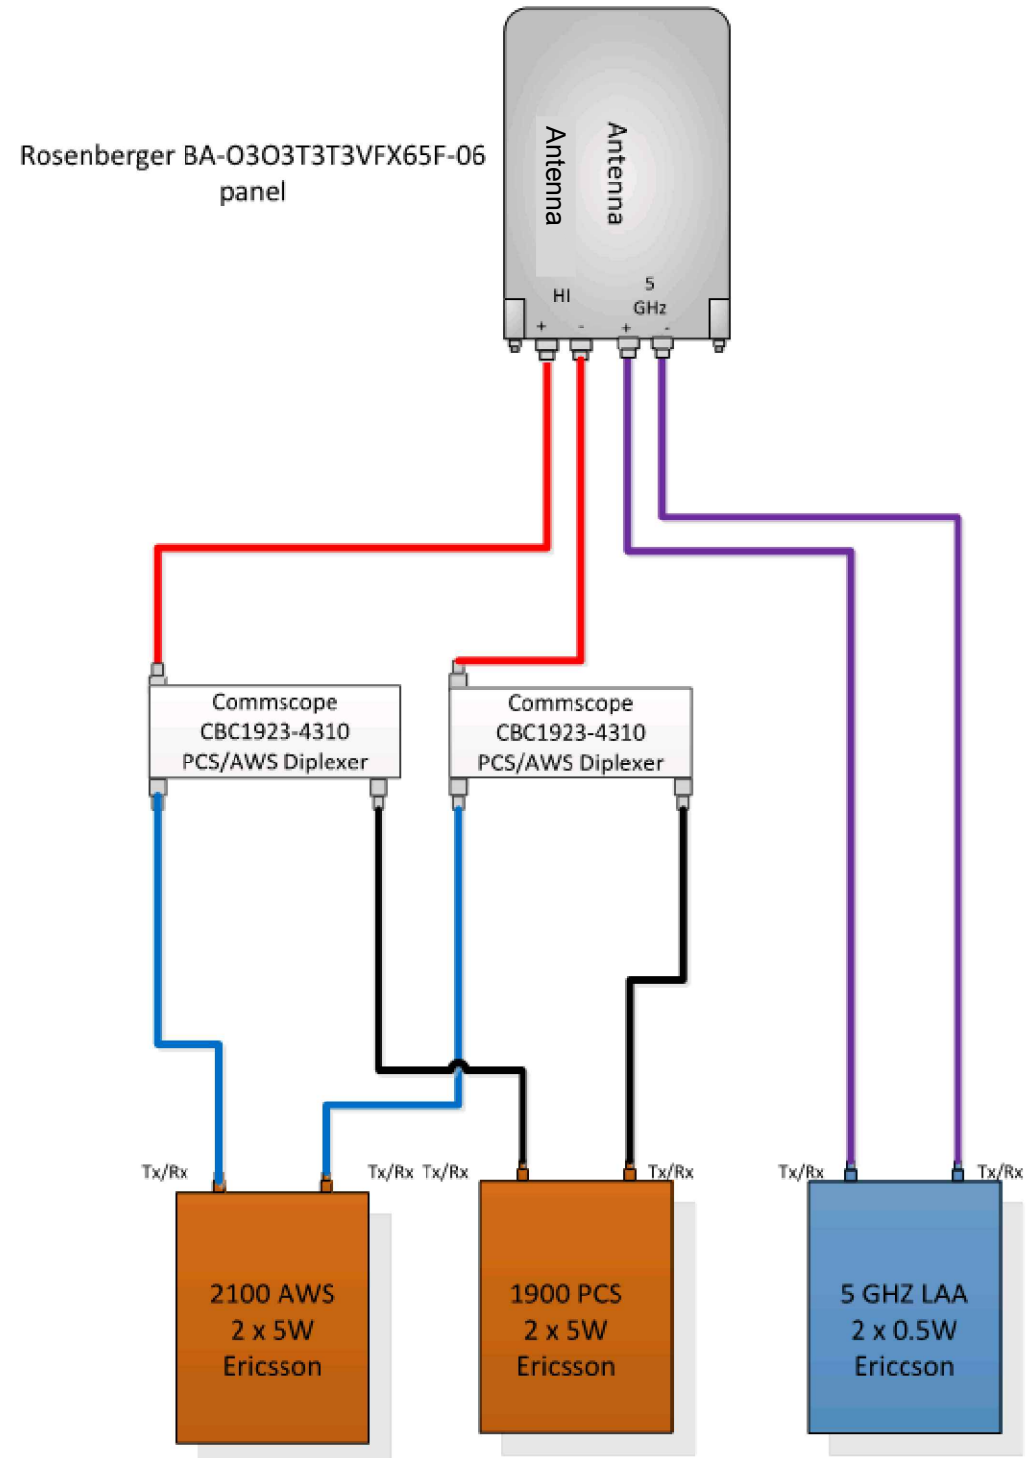 Rosenberger BA-O3O3T3T3VFX65F-06
panel
Antenna
Antenna
HI
5
GHz
+ - + -
Commscope
CBC1923-4310
PCS/AWS Diplexer
Commscope
CBC1923-4310
PCS/AWS Diplexer
Tx/Rx
Tx/Rx
Tx/Rx
Tx/Rx
Tx/Rx
Tx/Rx
2100 AWS
2 x 5W
Ericsson
1900 PCS
2 x 5W
Ericsson
5 GHZ LAA
2 x 0.5W
Ericcson